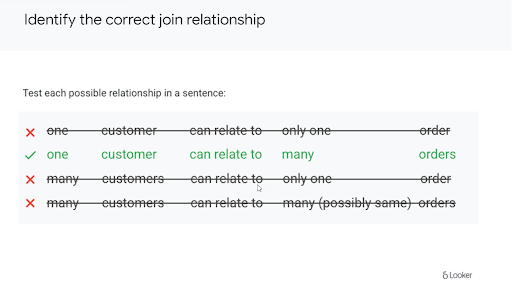 Identify the correct join relationship
Test each possible relationship in a sentence:
one customer can relate to only one order
one customer can relate to many orders
many customers can relate to only one order
many customers can relate to many (possibly same) orders
Looker